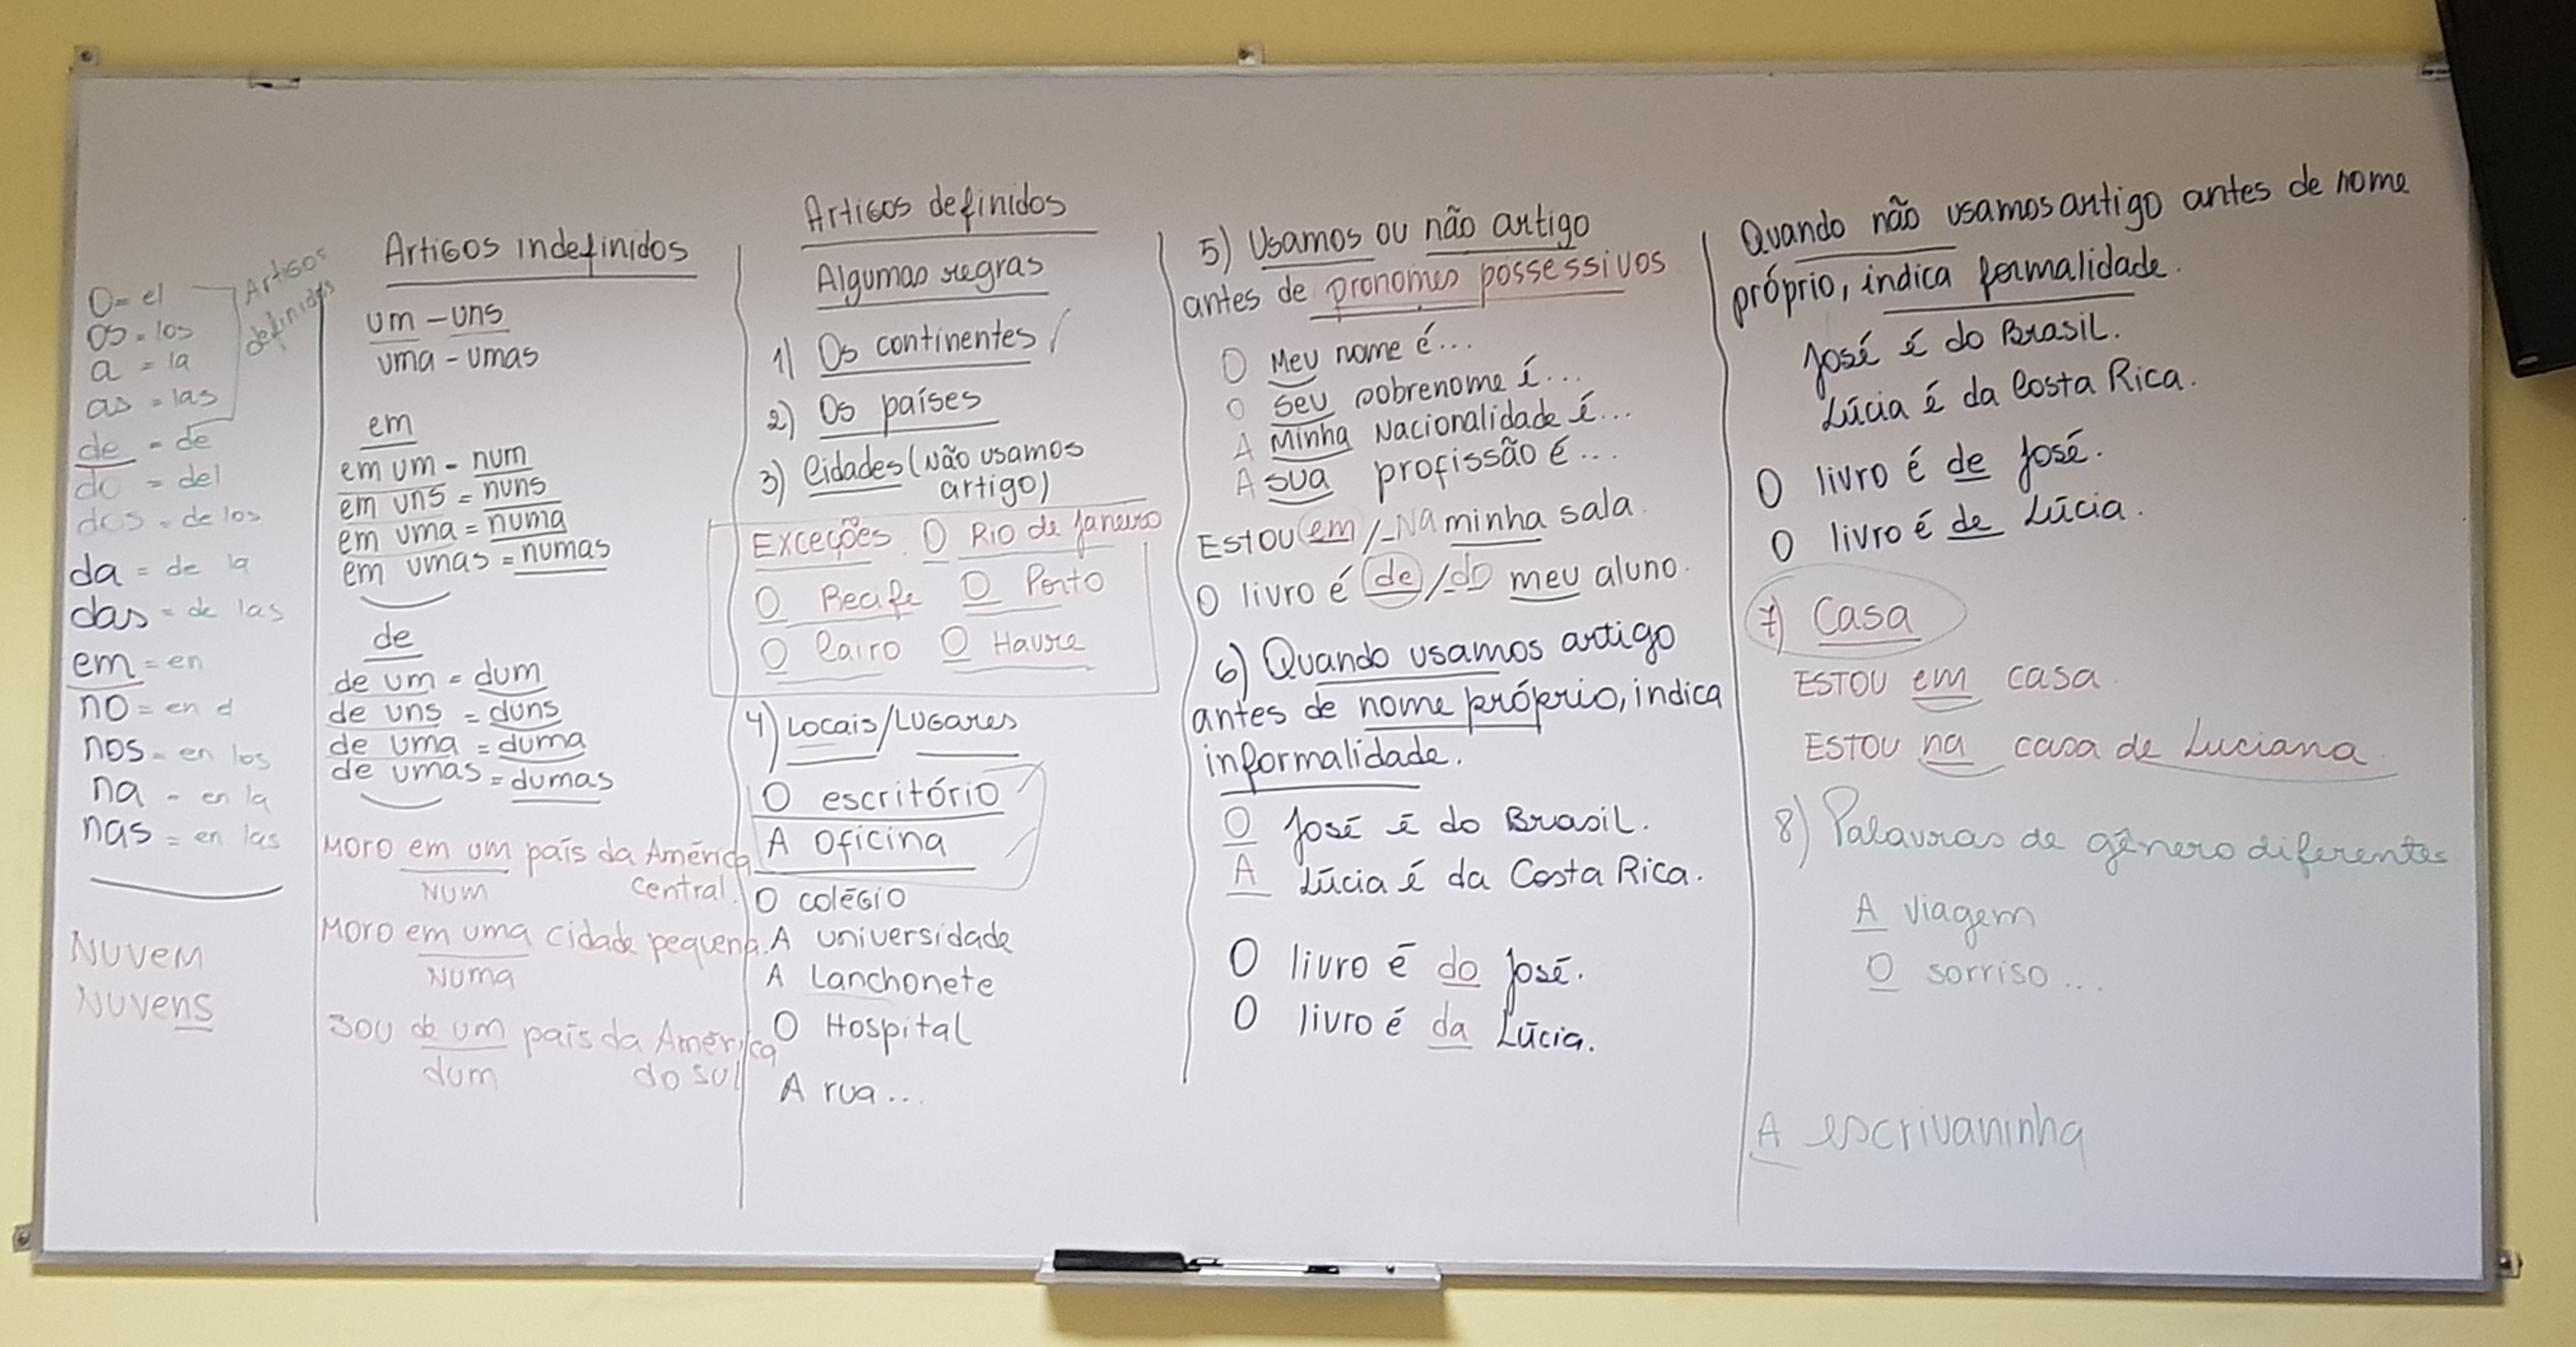 O= el
os = los
a = la
as = las
Artigos
definidos
de = de
do = del
dos = de los
da = de la
das = de las
em = en
no = en el
nos = en los
na = en la
nas = en las
Nuvem
Nuvens
Artigos indefinidos
um - uns
uma - umas
em
em um - num
em uns = nuns
em uma = numa
em umas = numas
de
de um = dum
de uns = duns
de uma = duma
de umas = dumas
Moro em um país da América
Num central.
Moro em uma cidade pequena.
Numa
Sou de um país da América
dum do sul
Artigos definidos
Algumas regras
1) Os continentes
2) Os países
3) Cidades (Não usamos
artigo)
Exceções. O Rio de Janeiro
O Recife O Porto
O Cairo O Havre
4) Locais/Lugares
O escritório
A oficina
O colégio
A universidade
A Lanchonete
O Hospital
A rua...
5) Usamos ou não artigo
antes de pronomes possessivos
O Meu nome é...
O seu sobrenome é...
A Minha Nacionalidade é...
A sua profissão é...
Estou em/_Na minha sala.
O livro é de/_do meu aluno.
6) Quando usamos artigo
antes de nome próprio, indica
informalidade.
O José é do Brasil.
A Lúcia é da Costa Rica.
O livro é do José.
O livro é da Lúcia.
Quando não usamos artigo antes de nome
próprio, indica formalidade.
José é do Brasil.
Lúcia é da Costa Rica.
O livro é de José.
O livro é de Lúcia.
7) Casa
Estou em casa.
Estou na casa de Luciana.
8) Palavras de gênero diferentes
A viagem
O sorriso...
A escrivaninha